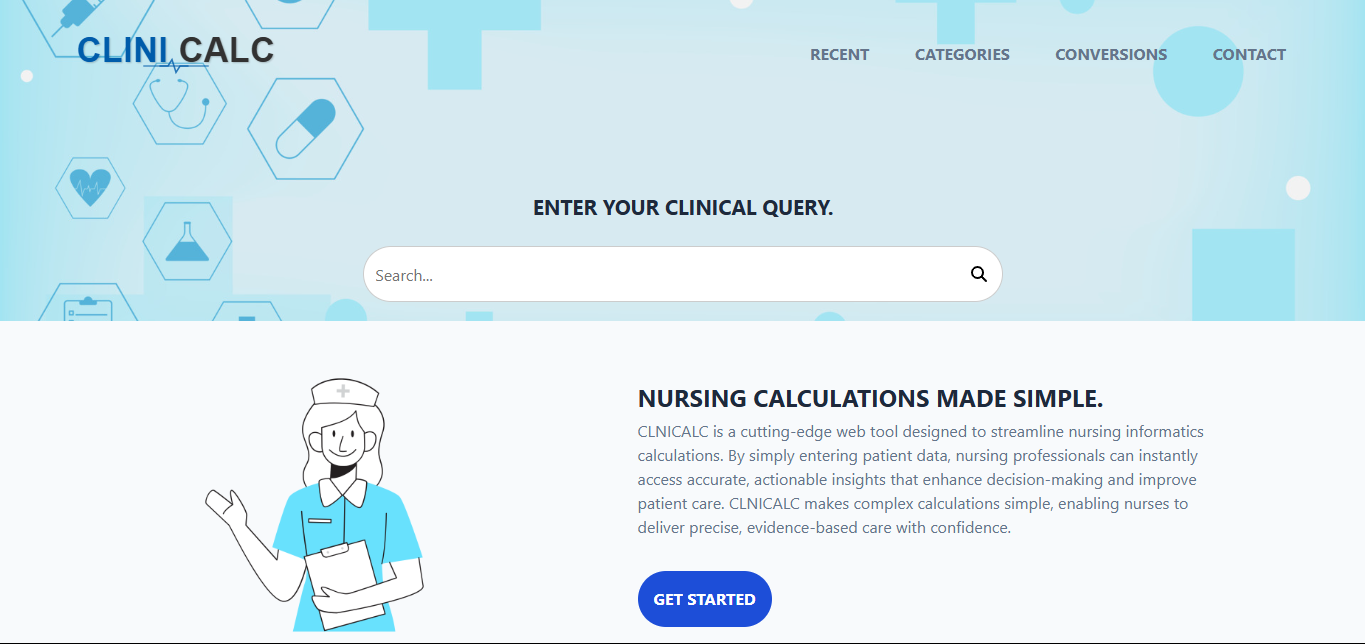 CLINI CALC
RECENT CATEGORIES CONVERSIONS CONTACT
ENTER YOUR CLINICAL QUERY.
Search...
NURSING CALCULATIONS MADE SIMPLE.
CLNICALC is a cutting-edge web tool designed to streamline nursing informatics
calculations. By simply entering patient data, nursing professionals can instantly
access accurate, actionable insights that enhance decision-making and improve
patient care. CLNICALC makes complex calculations simple, enabling nurses to
deliver precise, evidence-based care with confidence.
GET STARTED